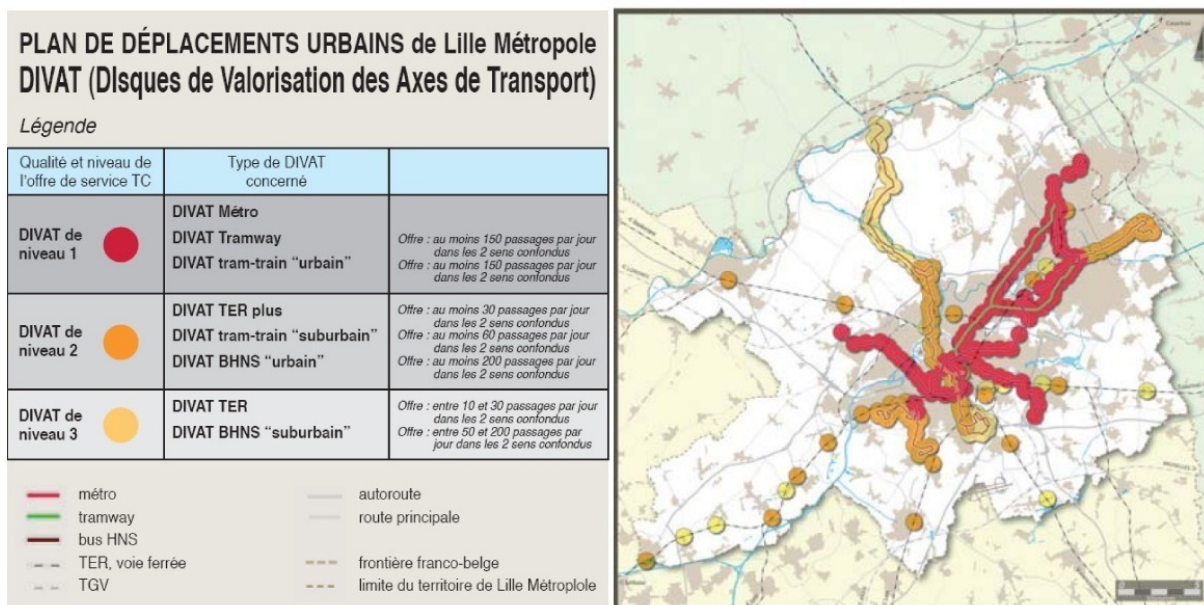 PLAN DE DÉPLACEMENTS URBAINS de Lille Métropole
DIVAT (DIsques de Valorisation des Axes de Transport)
Légende
Qualité et niveau de
l'offre de service TC
Type de DIVAT
concerné
DIVAT de
niveau 1
DIVAT Métro
DIVAT Tramway
DIVAT tram-train "urbain"
Offre : au moins 150 passages par jour
dans les 2 sens confondus
Offre : au moins 150 passages par jour
dans les 2 sens confondus
DIVAT de
niveau 2
DIVAT TER plus
DIVAT tram-train "suburbain"
DIVAT BHNS "urbain"
Offre : au moins 30 passages par jour
dans les 2 sens confondus
Offre : au moins 60 passages par jour
dans les 2 sens confondus
Offre : au moins 200 passages par jour
dans les 2 sens confondus
DIVAT de
niveau 3
DIVAT TER
DIVAT BHNS "suburbain"
Offre : entre 10 et 30 passages par jour
dans les 2 sens confondus
Offre : entre 50 et 200 passages par
jour dans les 2 sens confondus
métro
tramway
bus HNS
TER, voie ferrée
TGV
autoroute
route principale
frontière franco-belge
limite du territoire de Lille Métroplole